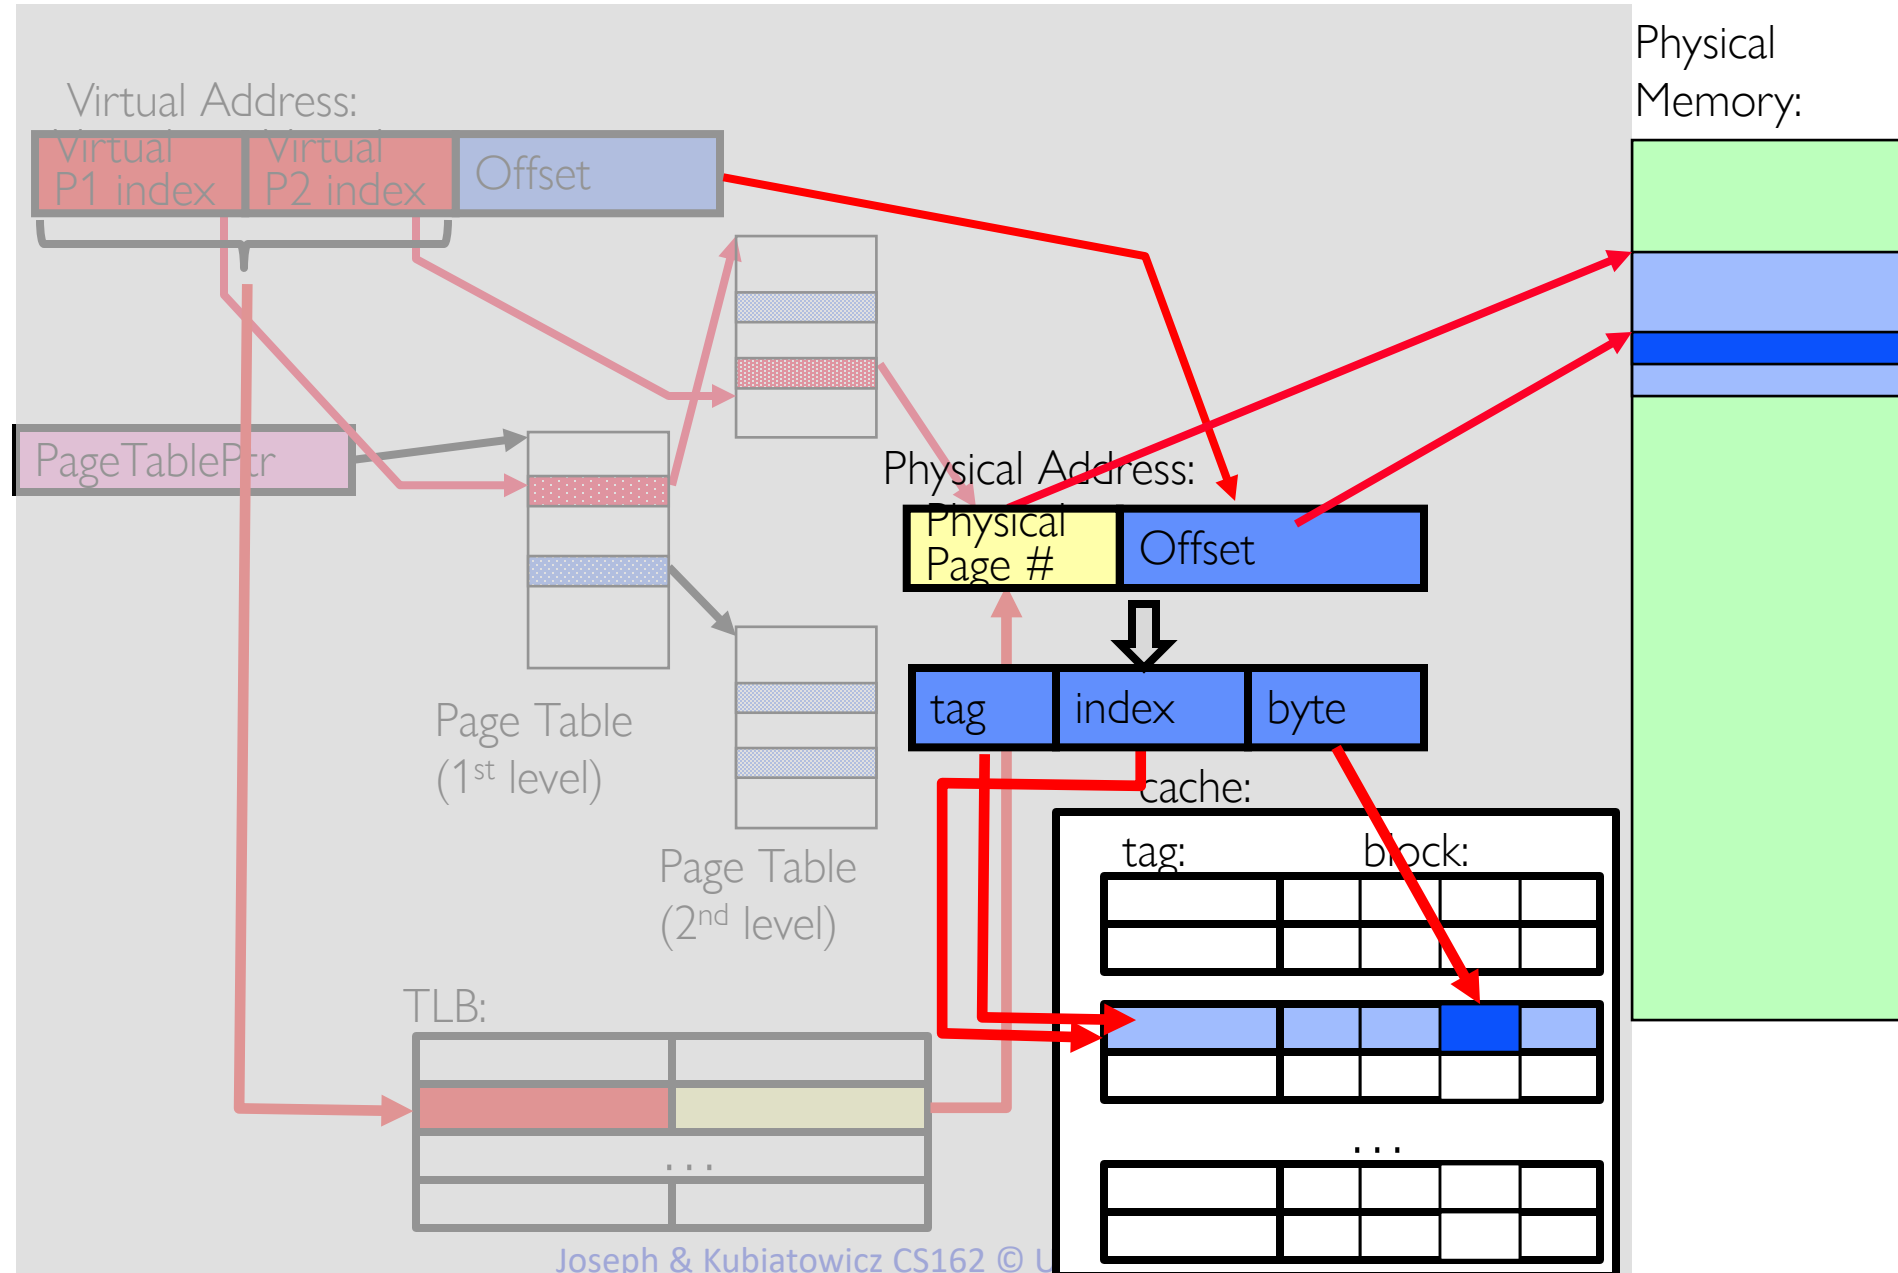 Physical
Memory:
Virtual Address:
Virtual
P1 index
Virtual
P2 index
Offset
PageTablePtr
Physical Address:
Physical
Page #
Offset
tag
index
byte
Page Table
(1st level)
cache:
tag:
block:
Page Table
(2nd level)
TLB:
. . .
. . .
Joseph & Kubiatowicz CS162 © U